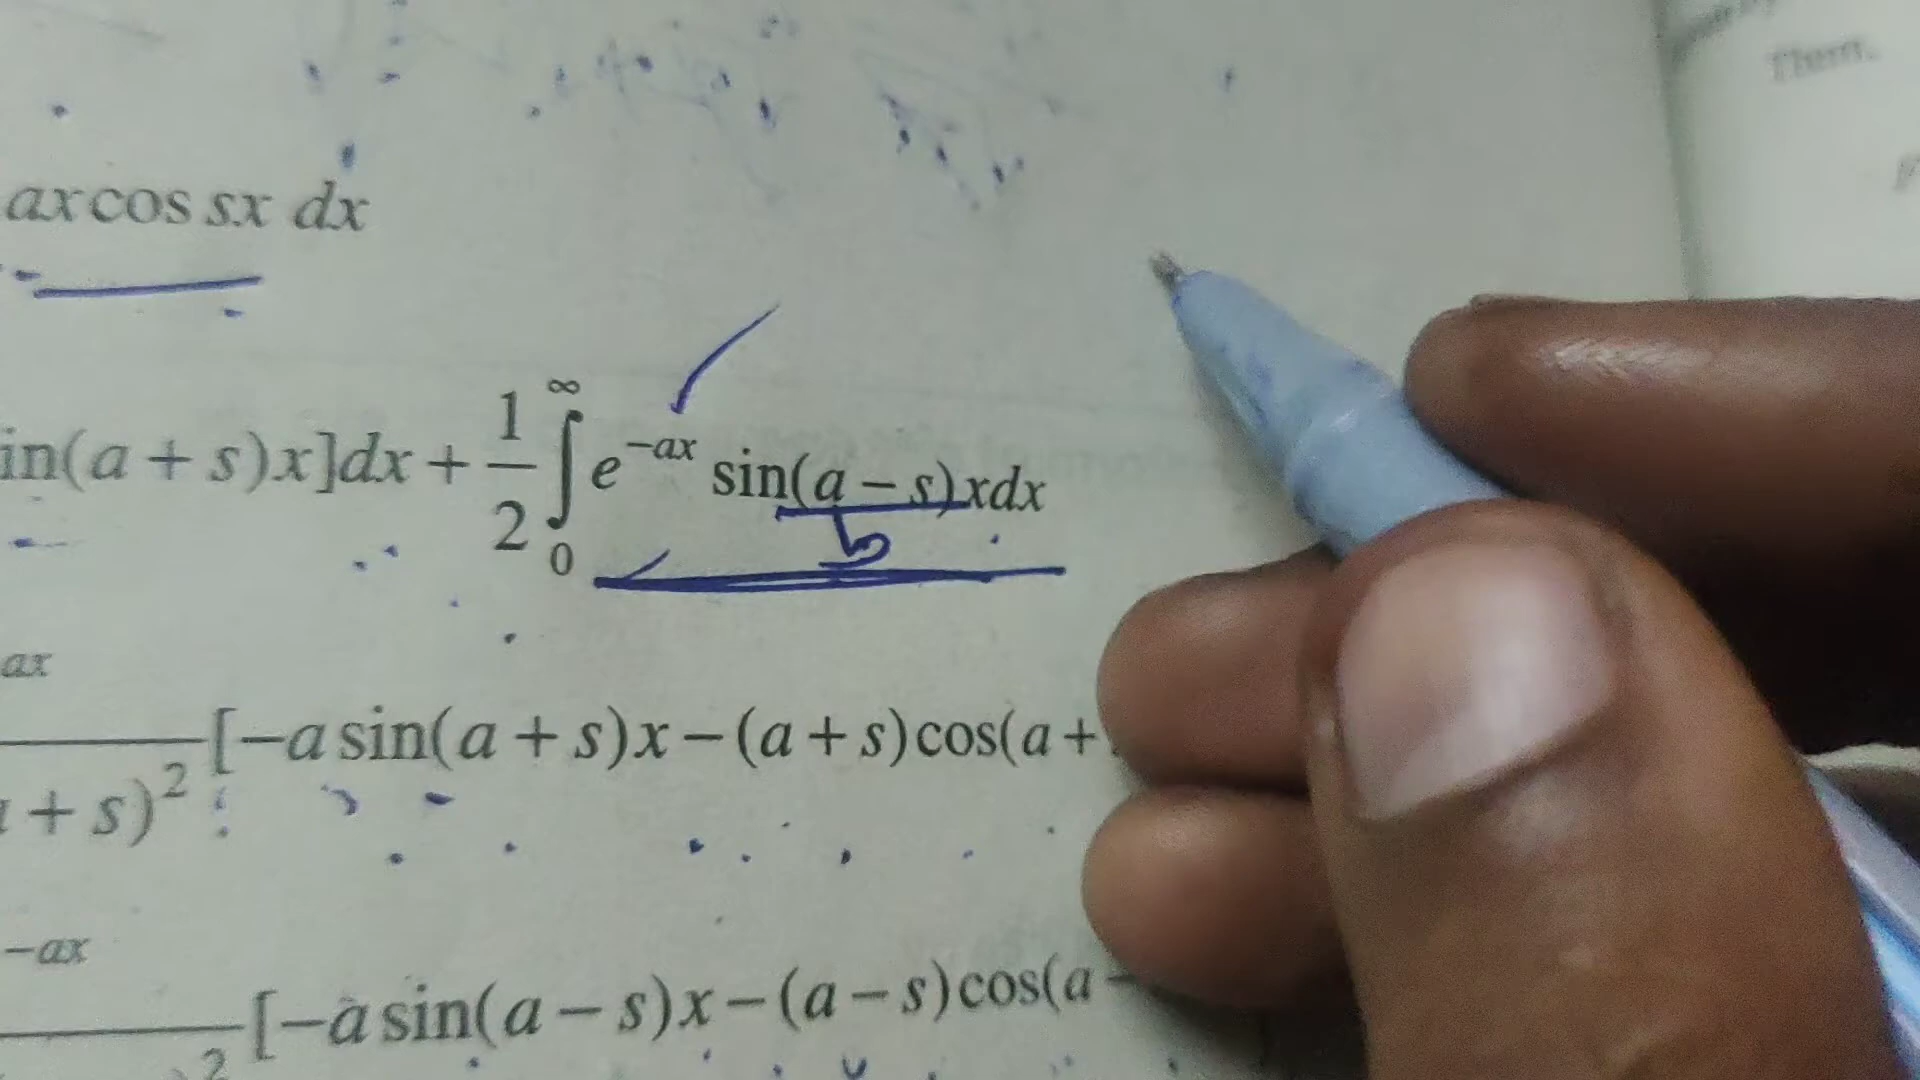 ax cos sx dx
in(a + s)x]dx + 1/2 ∫₀^∞ e^{-ax} sin(a − s)xdx
b
ax
[−a sin(a + s)x − (a + s)cos(a +
+ s)²
−ax
[−a sin(a − s)x − (a − s)cos(a −
2